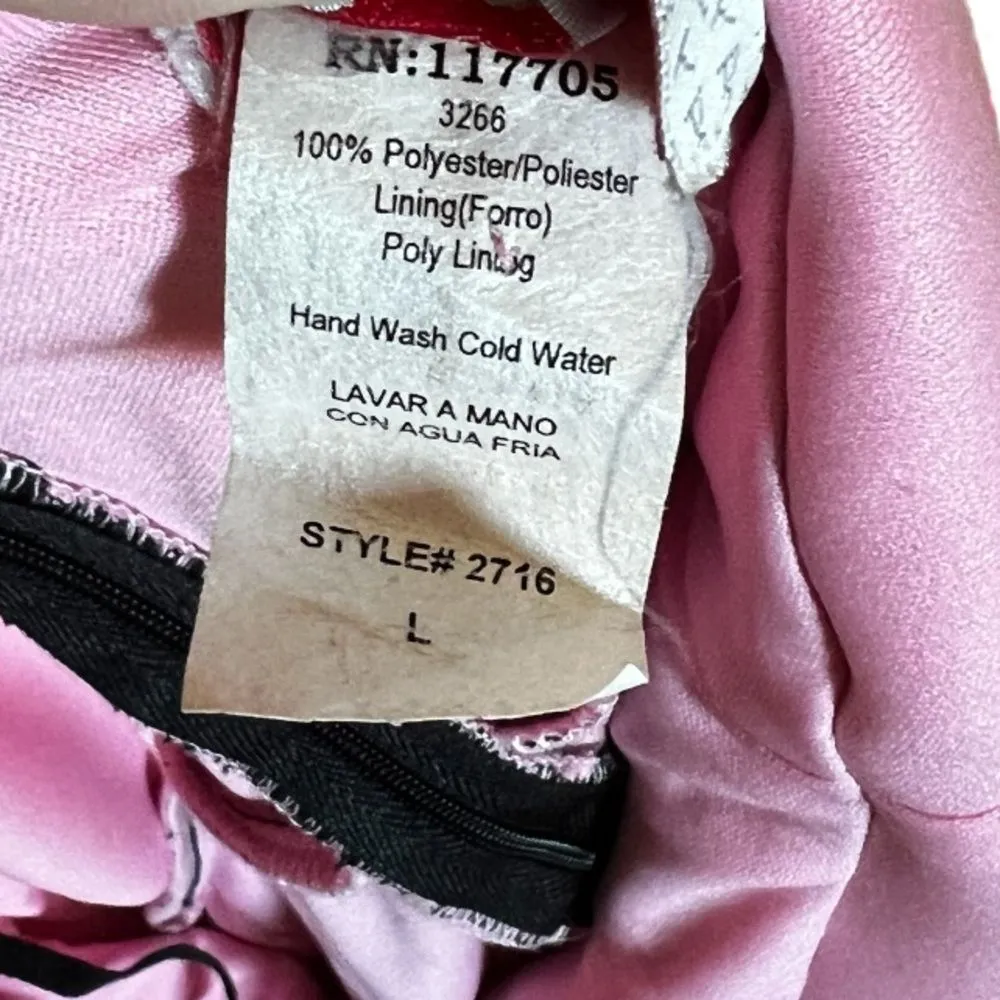 RN:117705
3266
100% Polyester/Poliester
Lining(Forro)
Poly Lining
Hand Wash Cold Water
LAVAR A MANO
CON AGUA FRIA
STYLE# 2716
L